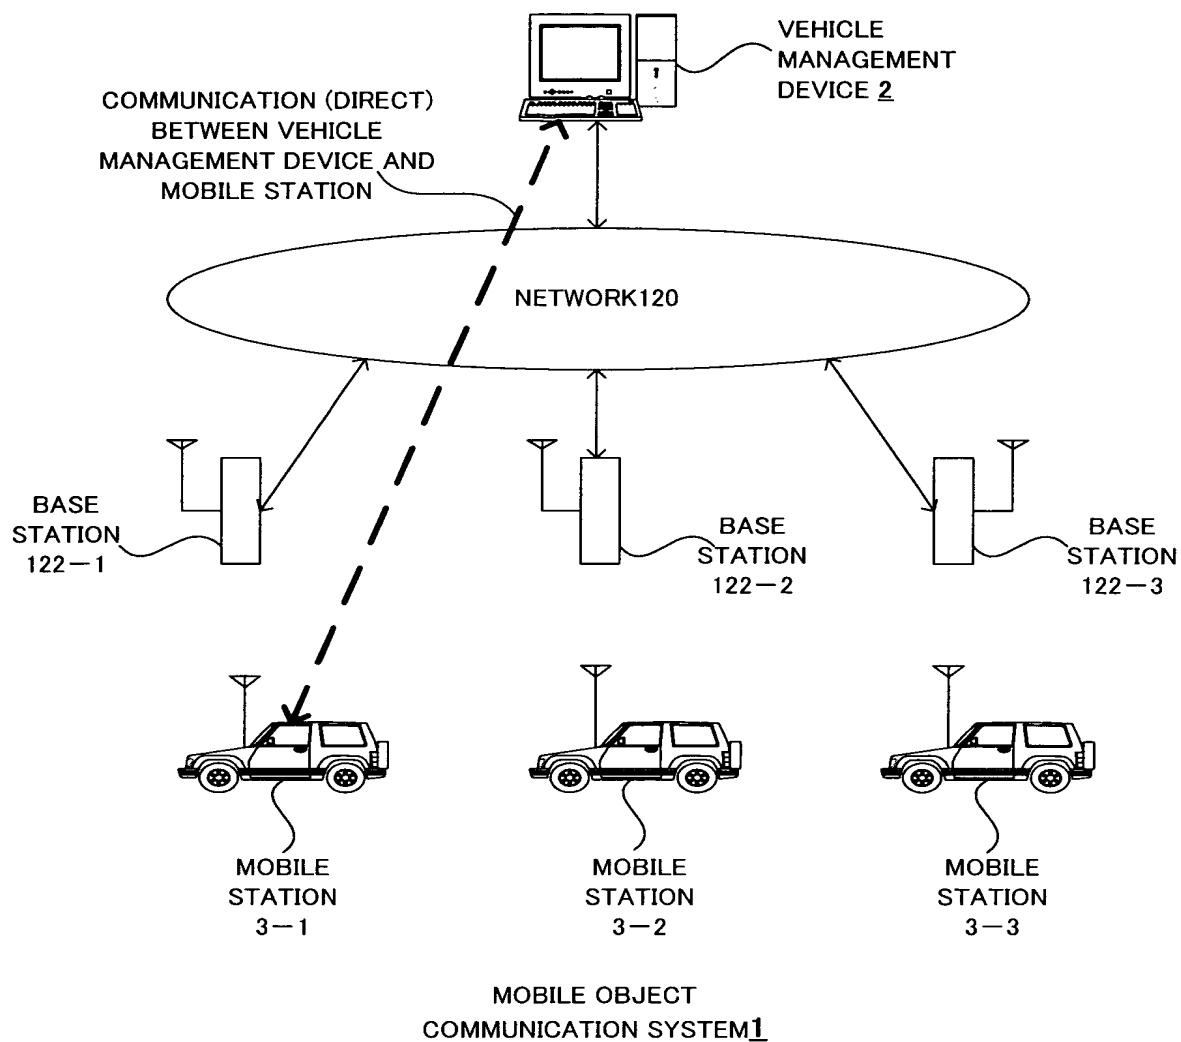 VEHICLE
MANAGEMENT
DEVICE 2
COMMUNICATION (DIRECT)
BETWEEN VEHICLE
MANAGEMENT DEVICE AND
MOBILE STATION
NETWORK120
BASE
STATION
122－1
BASE
STATION
122－2
BASE
STATION
122－3
MOBILE
STATION
3－1
MOBILE
STATION
3－2
MOBILE
STATION
3－3
MOBILE OBJECT
COMMUNICATION SYSTEM1